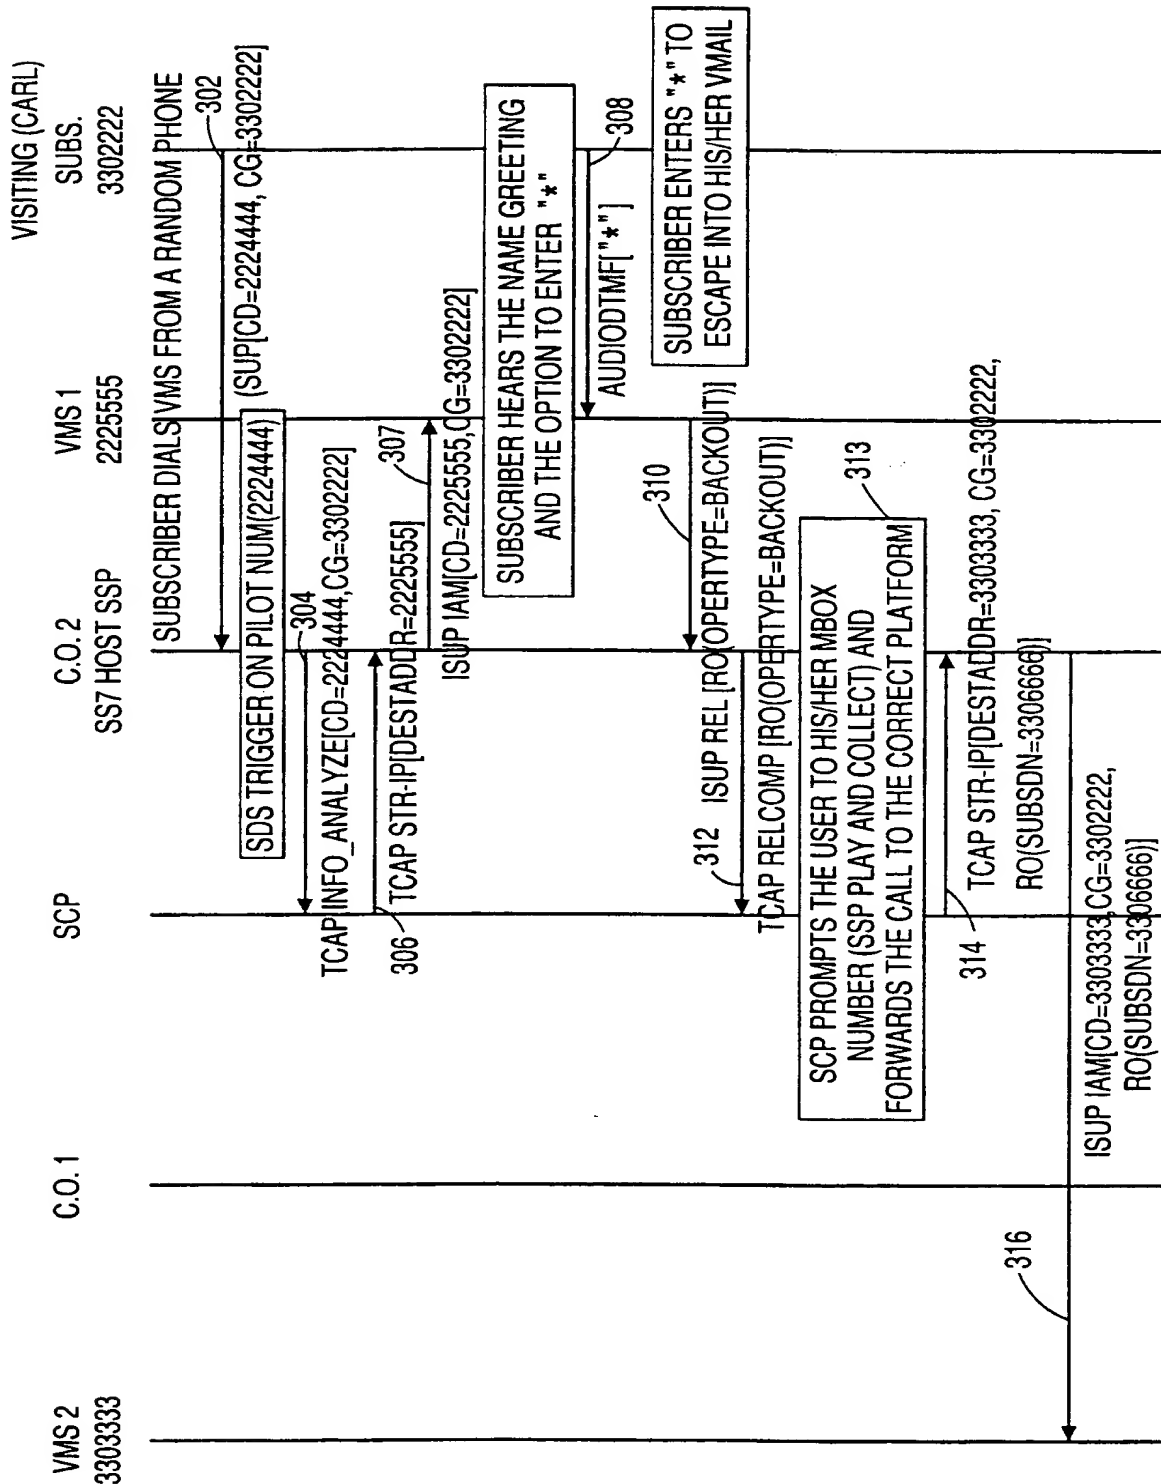 VMS 2
3303333
C.O. 1
SCP
C.O. 2
SS7 HOST SSP
VMS 1
2225555
VISITING (CARL)
SUBS.
3302222
SUBSCRIBER DIALS VMS FROM A RANDOM PHONE
302
(SUP[CD=2224444, CG=3302222]
SDS TRIGGER ON PILOT NUM(2224444)
304
TCAP INFO_ANALYZE[CD=2224444,CG=3302222]
306
TCAP STR-IP[DESTADDR=2225555]
307
ISUP IAM[CD=2225555,CG=3302222]
SUBSCRIBER HEARS THE NAME GREETING
AND THE OPTION TO ENTER "*"
308
AUDIODTMF["*"]
SUBSCRIBER ENTERS "*" TO
ESCAPE INTO HIS/HER VMAIL
310
ISUP REL [RO(OPERTYPE=BACKOUT)]
312
TCAP RELCOMP [RO(OPERTYPE=BACKOUT)]
313
SCP PROMPTS THE USER TO HIS/HER MBOX
NUMBER (SSP PLAY AND COLLECT) AND
FORWARDS THE CALL TO THE CORRECT PLATFORM
314
TCAP STR-IP[DESTADDR=3303333, CG=3302222,
RO(SUBSDN=3306666)]
316
ISUP IAM[CD=3303333,CG=3302222,
RO(SUBSDN=3306666)]